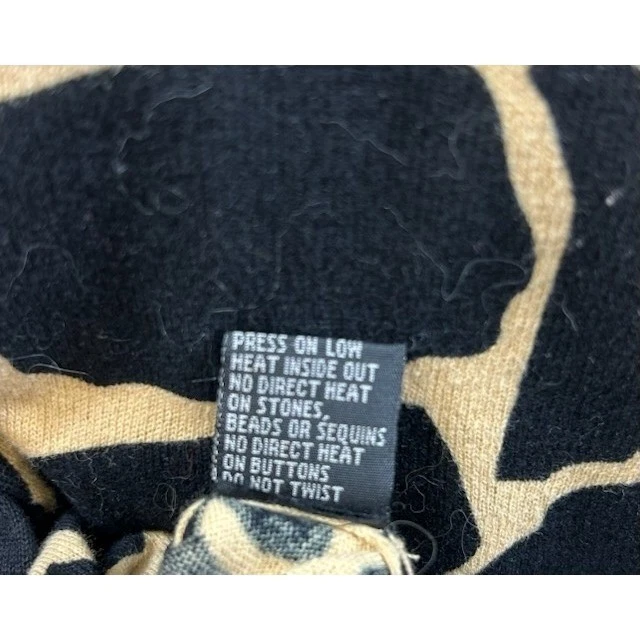 PRESS ON LOW
HEAT INSIDE OUT
NO DIRECT HEAT
ON STONES,
BEADS OR SEQUINS
NO DIRECT HEAT
ON BUTTONS
DO NOT TWIST